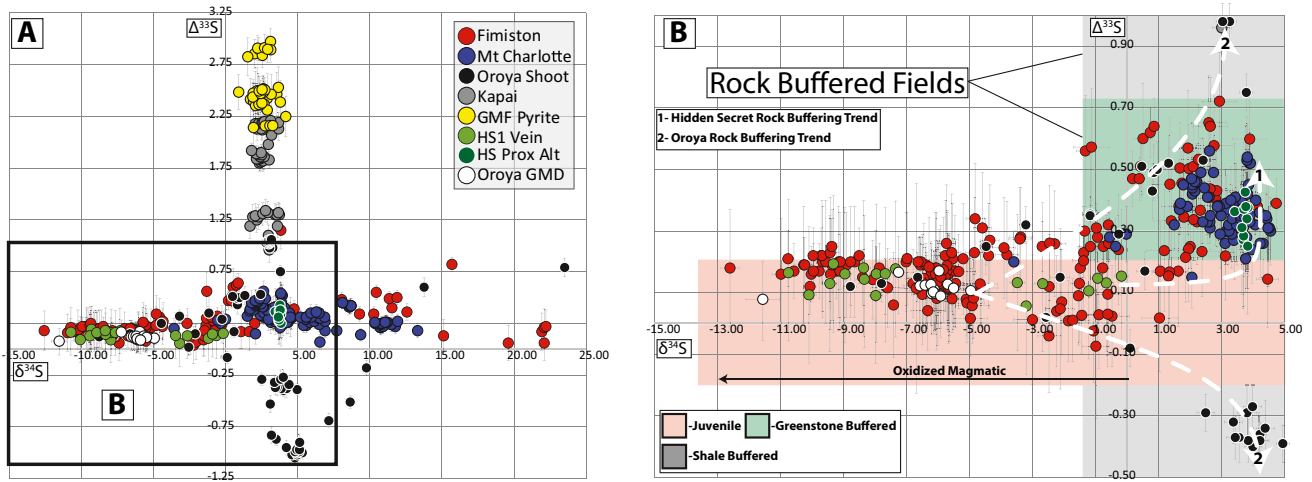 A
Δ33S
3.25
2.75
2.25
1.75
1.25
0.75
-0.25
-0.75
-1.25
-15.00 -10.00 -5.00 5.00 10.00 15.00 20.00 25.00
δ34S
B
Fimiston
Mt Charlotte
Oroya Shoot
Kapai
GMF Pyrite
HS1 Vein
HS Prox Alt
Oroya GMD
B
Δ33S
2
0.90
Rock Buffered Fields
0.70
1- Hidden Secret Rock Buffering Trend
2- Oroya Rock Buffering Trend
0.50
1
0.30
0.10
-15.00 -13.00 -11.00 -9.00 -7.00 -5.00 -3.00 -1.00 1.00 3.00 5.00
δ34S
-0.10
Oxidized Magmatic
-0.30
-Juvenile -Greenstone Buffered
-Shale Buffered
2
-0.50